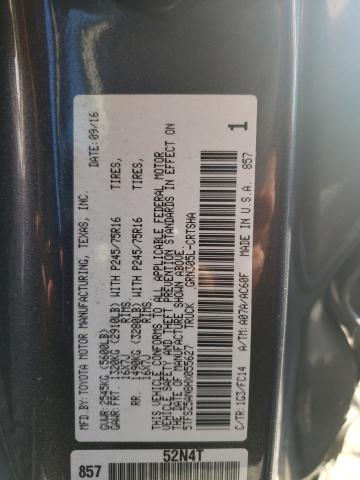 MFD. BY: TOYOTA MOTOR MANUFACTURING, TEXAS, INC. DATE: 09/16
GVWR: 2545KG (5600LB)
GAWR: FRT. 1320KG (2910LB) WITH P245/75R16 TIRES,
16X7J RIMS,
RR. 1490KG (3280LB) WITH P245/75R16 TIRES,
16X7J RIMS,
THIS VEHICLE CONFORMS TO ALL APPLICABLE FEDERAL MOTOR
VEHICLE SAFETY AND THEFT PREVENTION STANDARDS IN EFFECT ON
THE DATE OF MANUFACTURE SHOWN ABOVE.
5TFSZ5AN8HX055627 TRUCK GRN305L-CRTSHA
1
C/TR:1G3/FC14 A/TM:A07A/AC60F MADE IN U.S.A. 857
52N4T
857